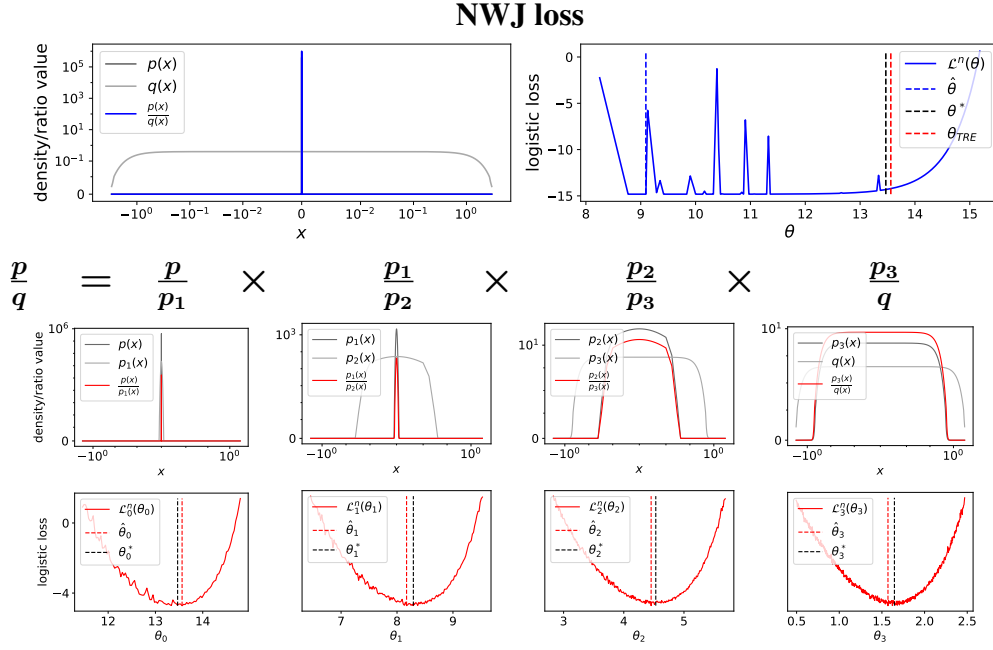 NWJ loss
density/ratio value
10^5
10^3
10^1
10^-1
0
p(x)
q(x)
p(x)/q(x)
−10^0 −10^-1 −10^-2 0 10^-2 10^-1 10^0
x
logistic loss
0
−5
−10
−15
ℒ^n(θ)
θ̂
θ^*
θ_TRE
8 9 10 11 12 13 14 15
θ
p/q = p/p_1 × p_1/p_2 × p_2/p_3 × p_3/q
density/ratio value
10^6
0
p(x)
p_1(x)
p(x)/p_1(x)
−10^0 10^0
x
10^3
0
p_1(x)
p_2(x)
p_1(x)/p_2(x)
−10^0 10^0
x
10^1
0
p_2(x)
p_3(x)
p_2(x)/p_3(x)
−10^0 10^0
x
10^1
0
p_3(x)
q(x)
p_3(x)/q(x)
−10^0 10^0
x
logistic loss
0
−4
ℒ_0^n(θ_0)
θ̂_0
θ_0^*
12 13 14
θ_0
ℒ_1^n(θ_1)
θ̂_1
θ_1^*
7 8 9
θ_1
ℒ_2^n(θ_2)
θ̂_2
θ_2^*
3 4 5
θ_2
ℒ_3^n(θ_3)
θ̂_3
θ_3^*
0.5 1.0 1.5 2.0 2.5
θ_3